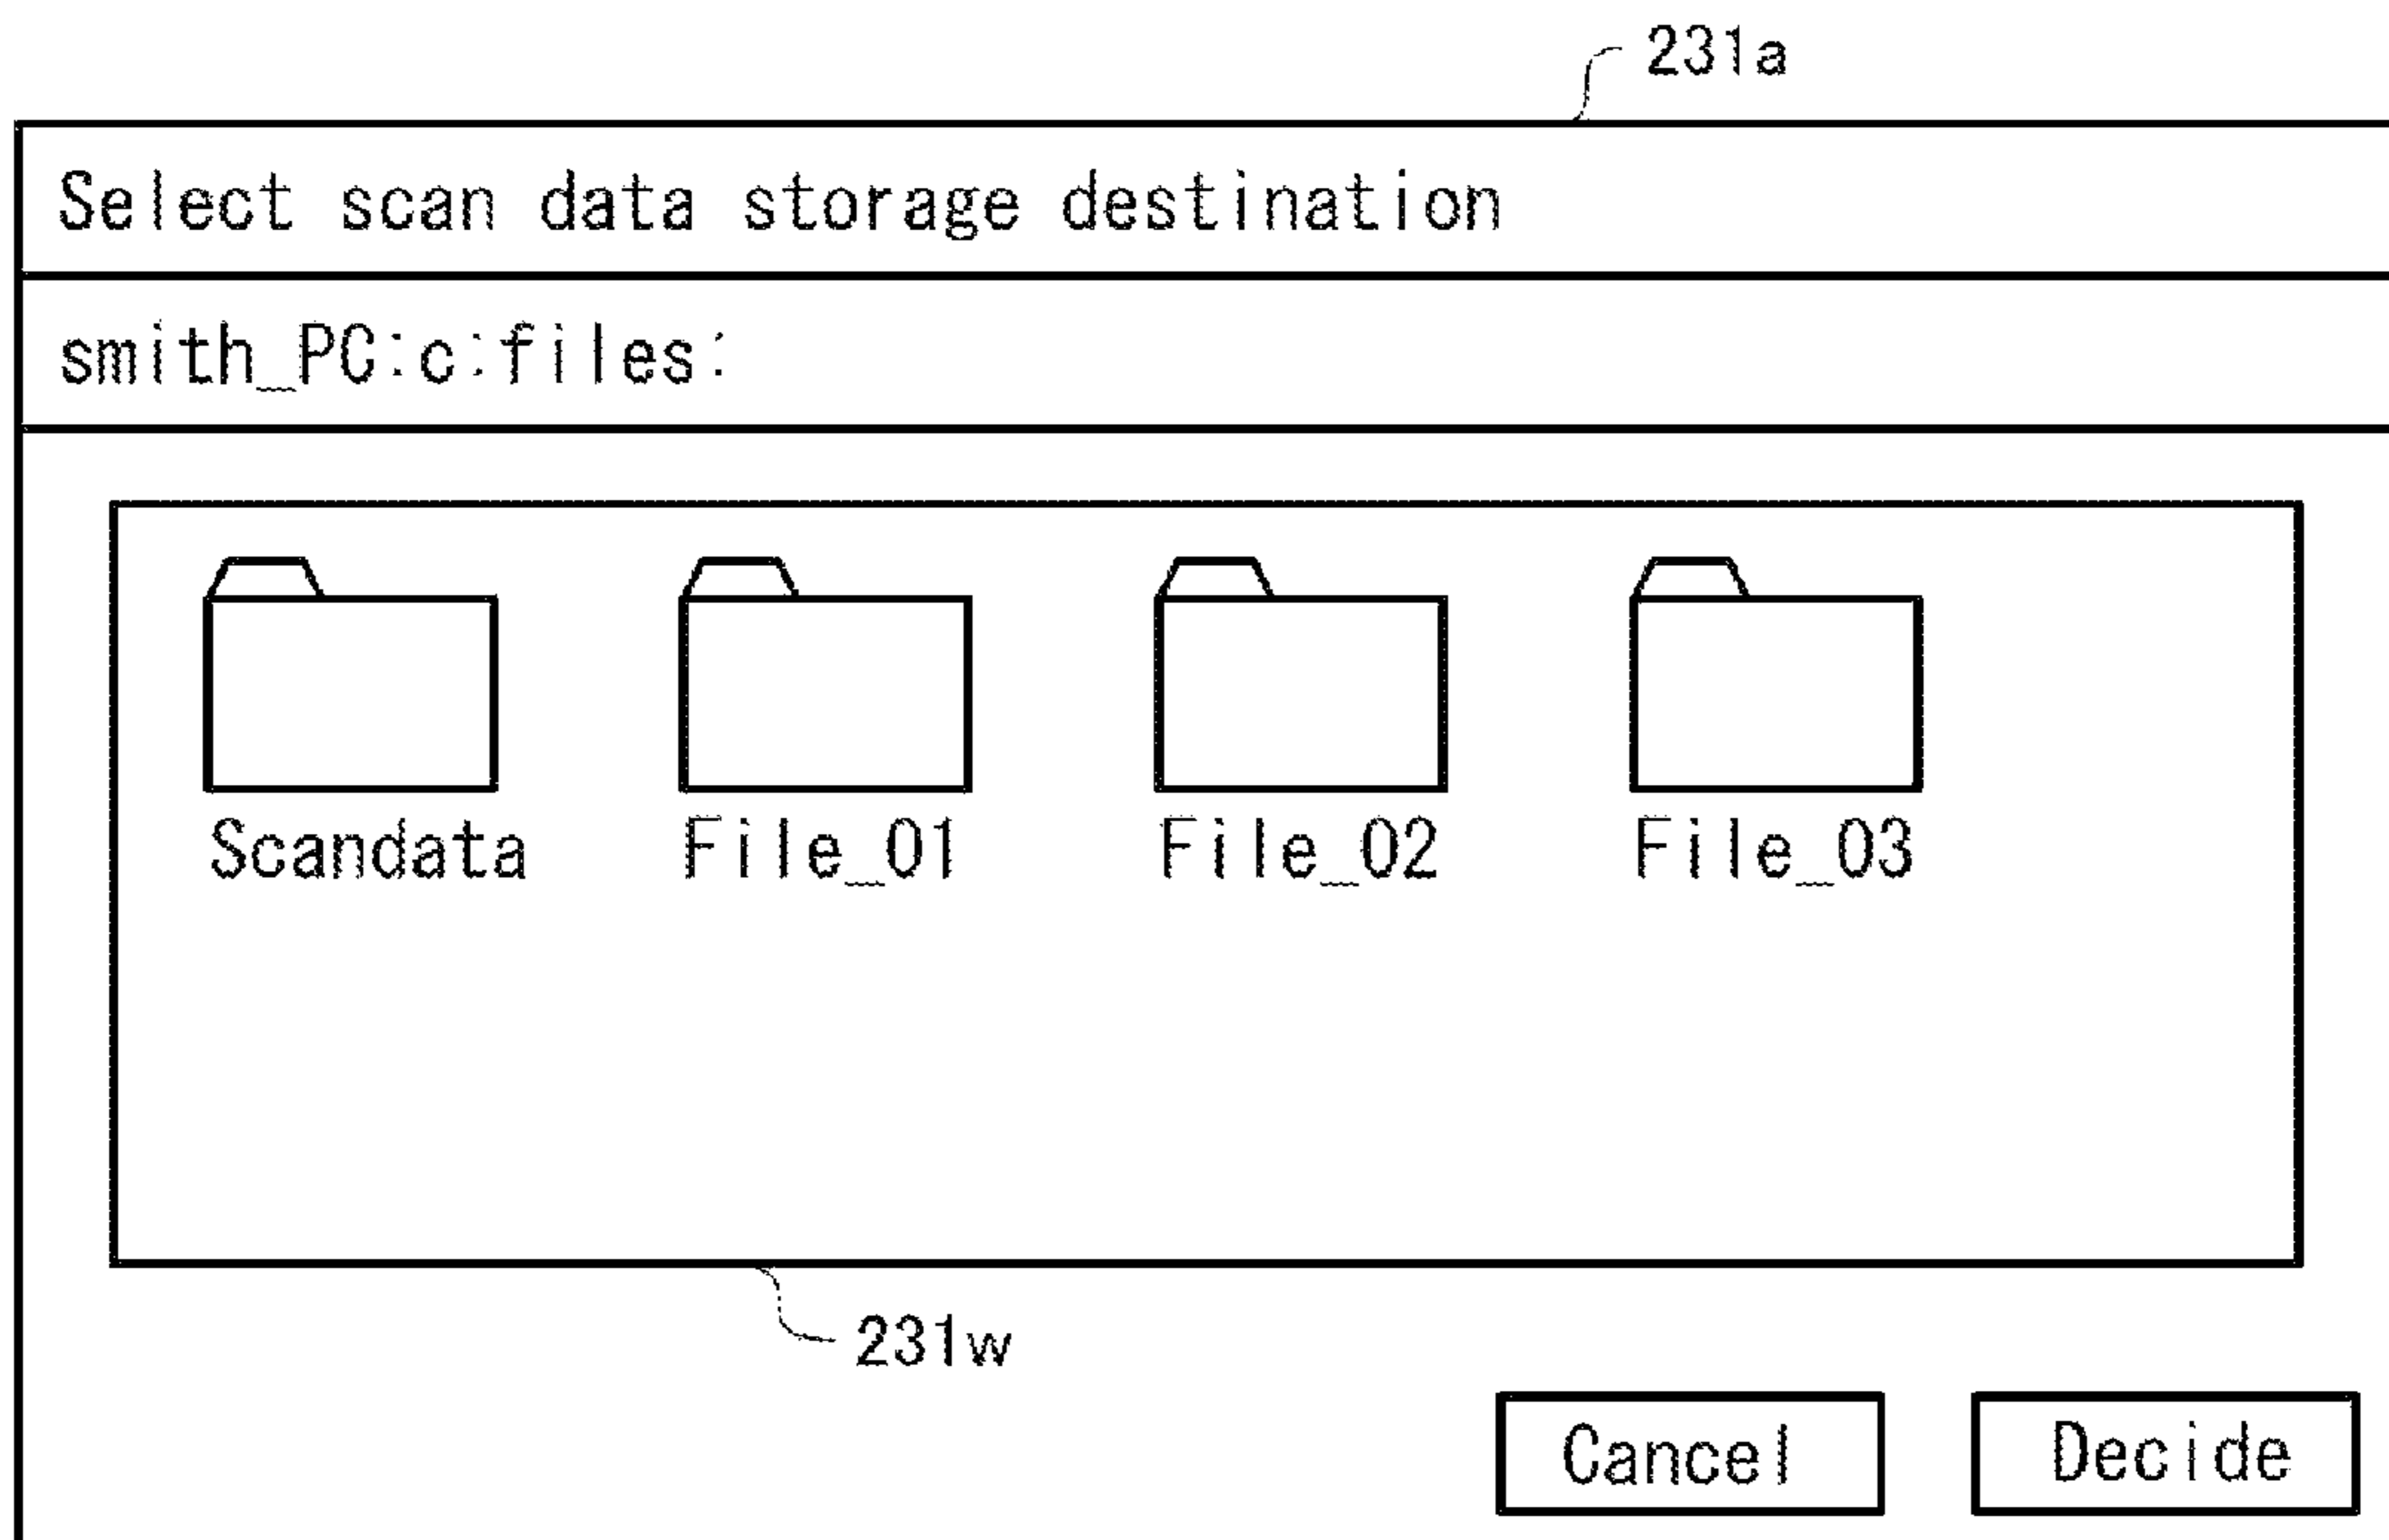 231a
Select scan data storage destination
smith_PC:c:files:
Scandata File_01 File_02 File_03
231w
Cancel Decide